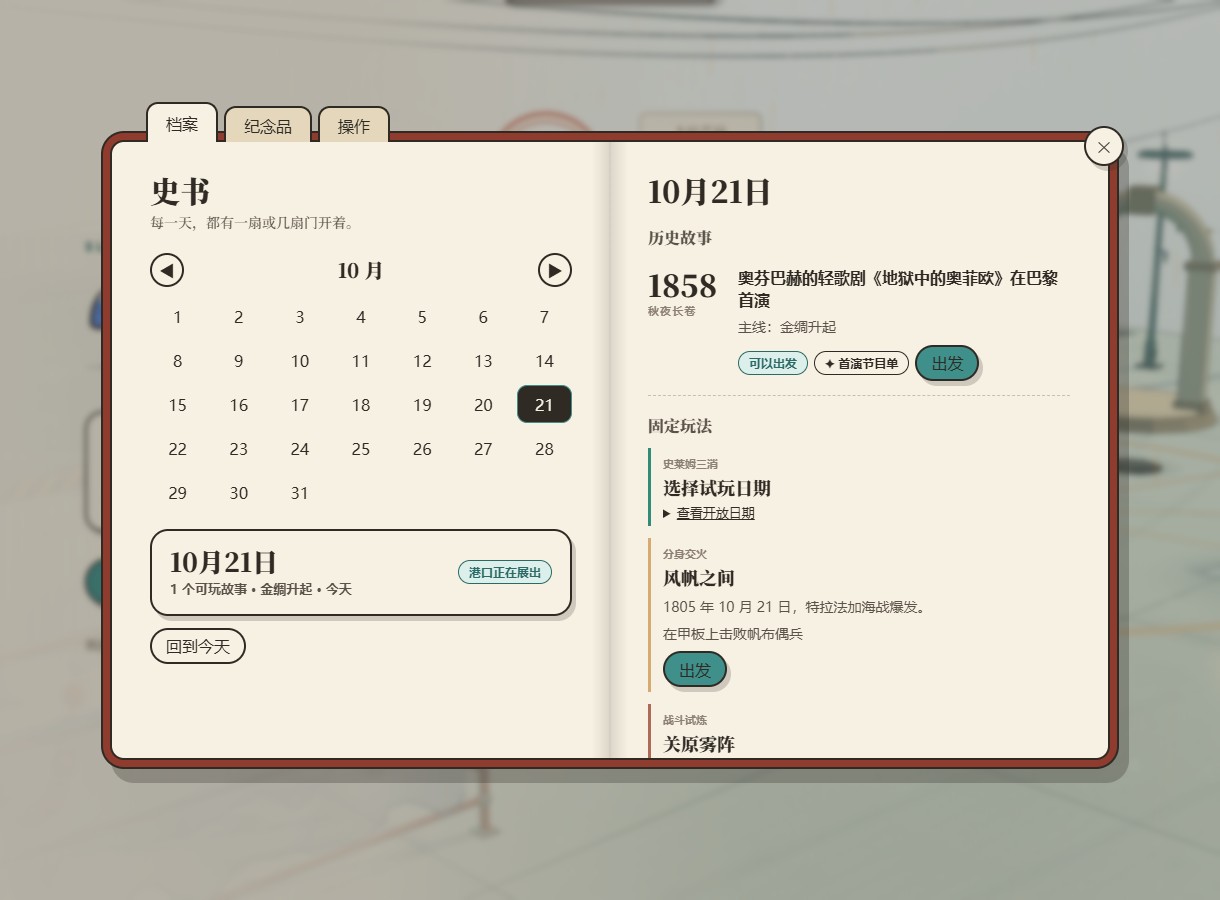 档案
纪念品
操作
史书
每一天，都有一扇或几扇门开着。
10 月
1 2 3 4 5 6 7
8 9 10 11 12 13 14
15 16 17 18 19 20 21
22 23 24 25 26 27 28
29 30 31
10月21日
1 个可玩故事 • 金绸升起 • 今天
港口正在展出
回到今天
10月21日
历史故事
1858
秋夜长卷
奥芬巴赫的轻歌剧《地狱中的奥菲欧》在巴黎
首演
主线：金绸升起
可以出发
✦ 首演节目单
出发
固定玩法
史莱姆三消
选择试玩日期
▶ 查看开放日期
分身交火
风帆之间
1805 年 10 月 21 日，特拉法加海战爆发。
在甲板上击败帆布偶兵
出发
战斗试炼
关原雾阵